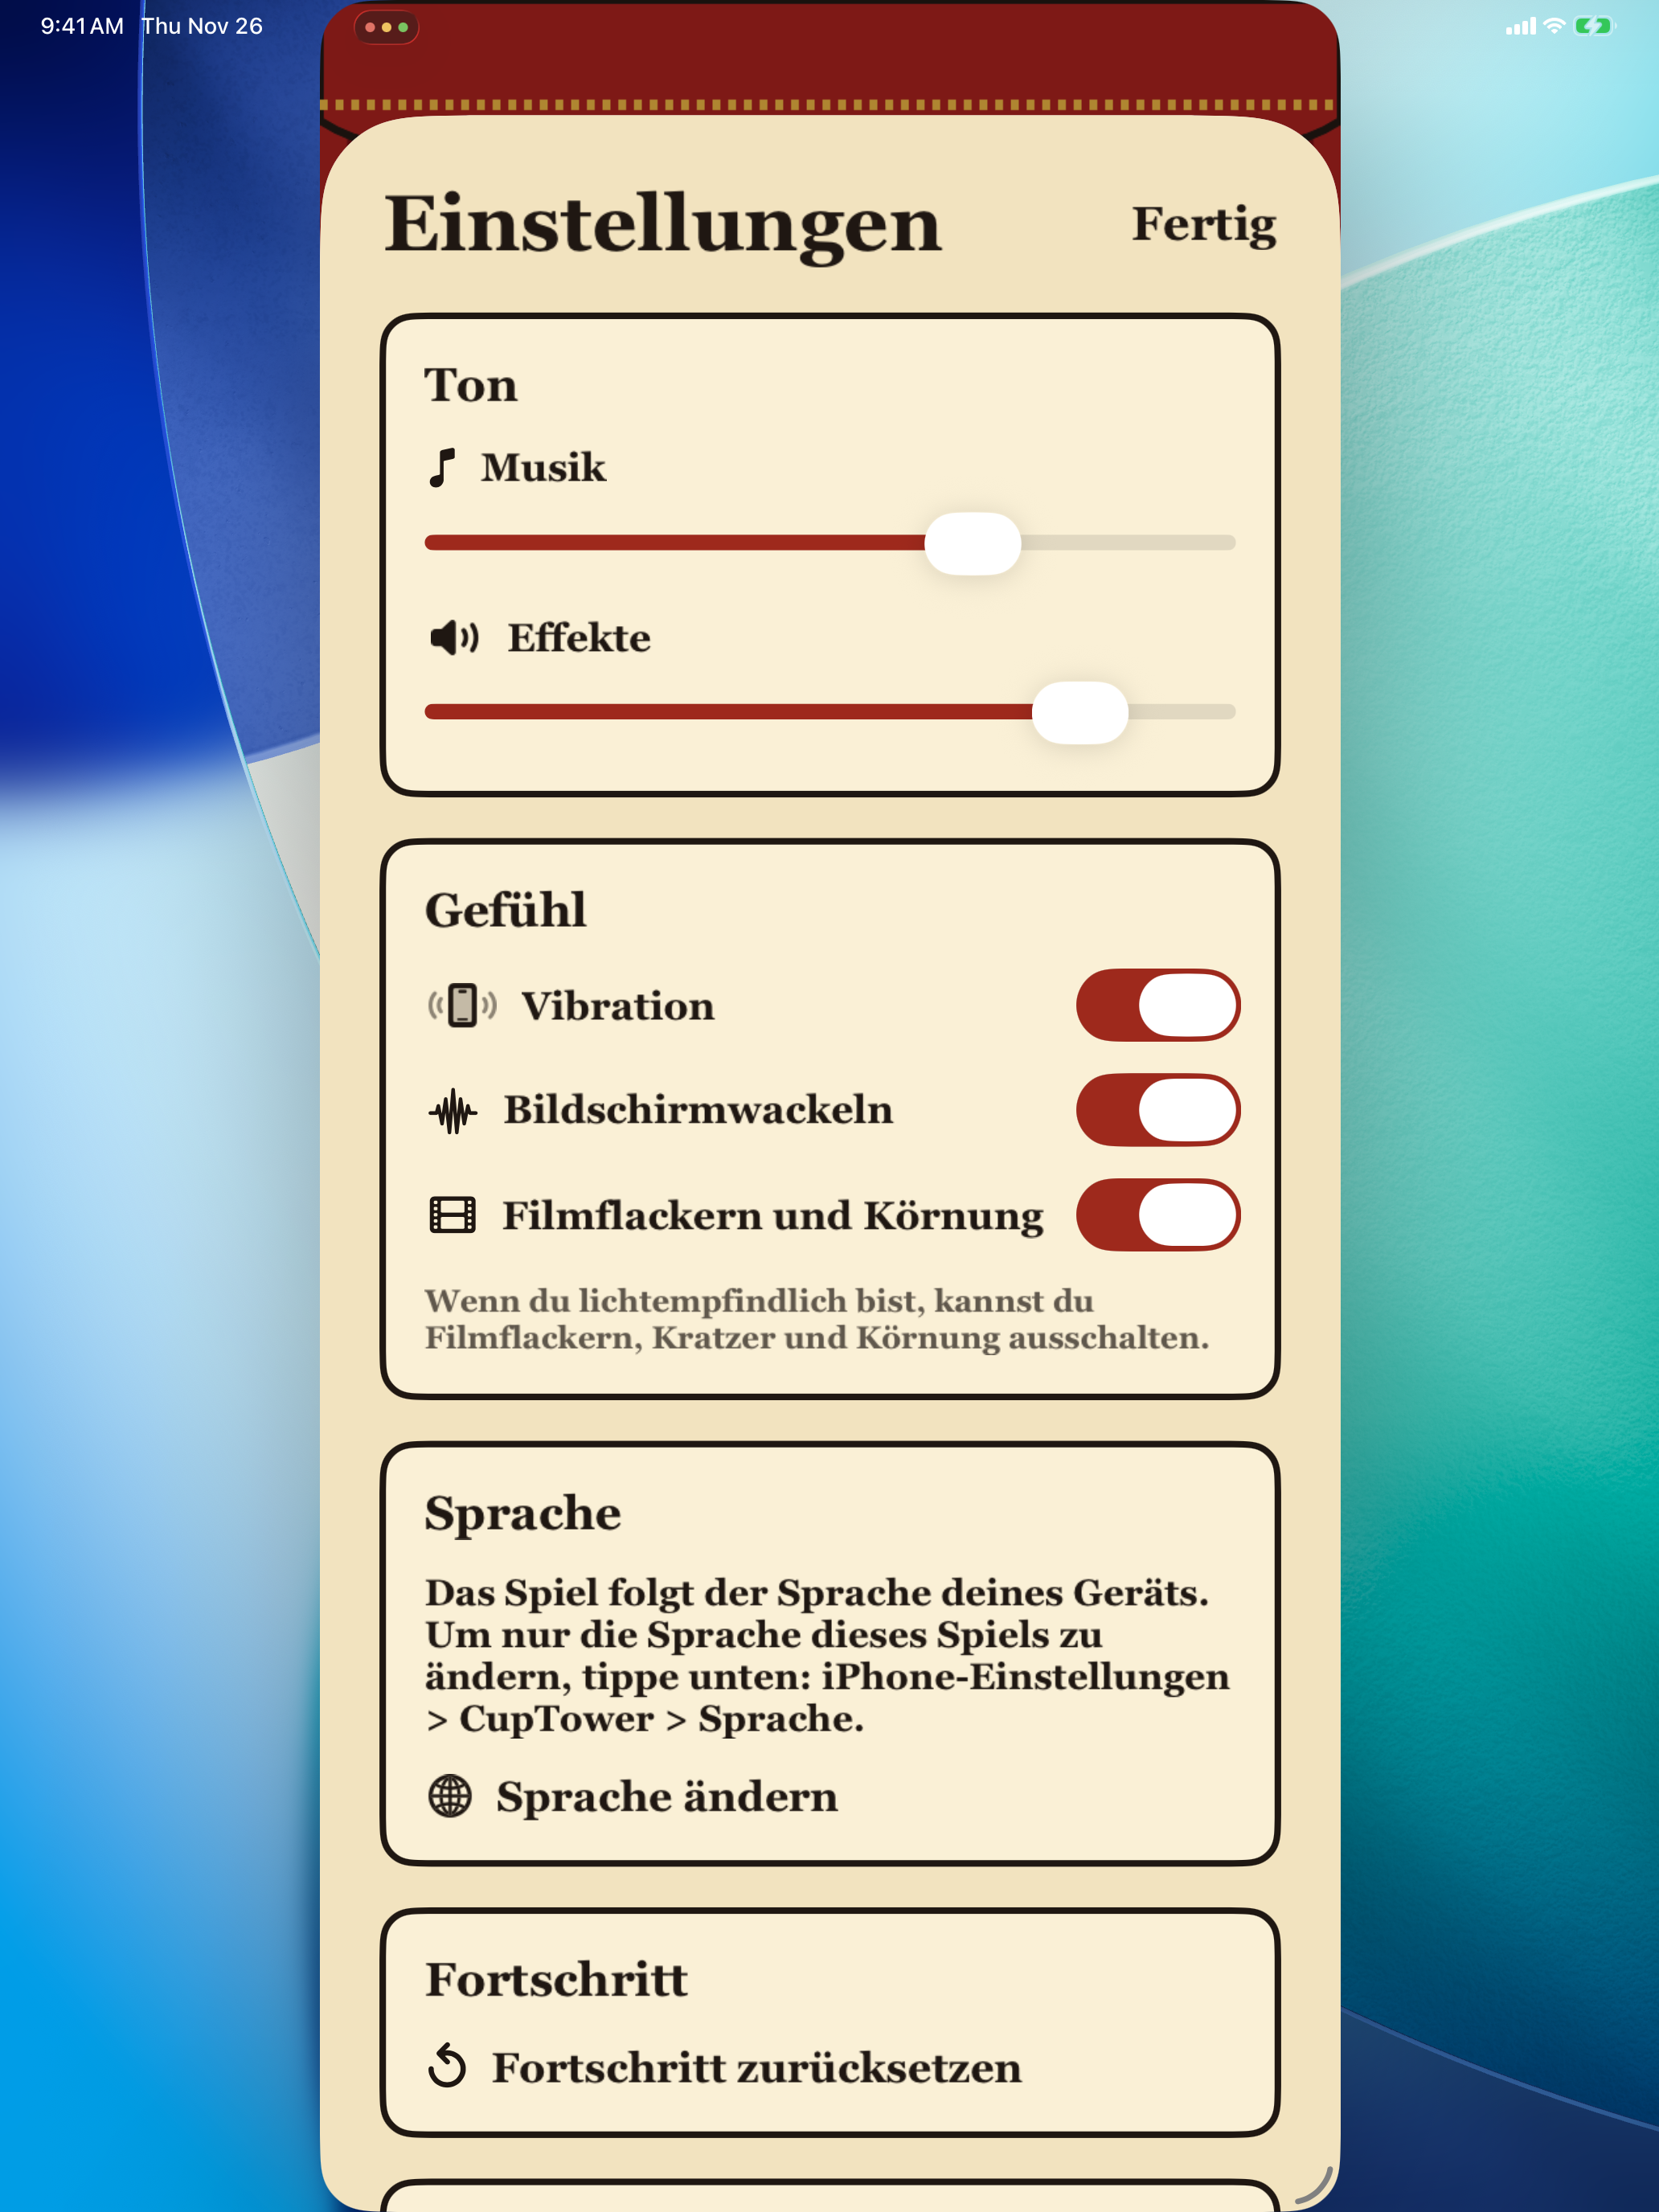 9:41 AM Thu Nov 26
Einstellungen
Fertig
Ton
Musik
Effekte
Gefühl
Vibration
Bildschirmwackeln
Filmflackern und Körnung
Wenn du lichtempfindlich bist, kannst du
Filmflackern, Kratzer und Körnung ausschalten.
Sprache
Das Spiel folgt der Sprache deines Geräts.
Um nur die Sprache dieses Spiels zu
ändern, tippe unten: iPhone-Einstellungen
> CupTower > Sprache.
Sprache ändern
Fortschritt
Fortschritt zurücksetzen